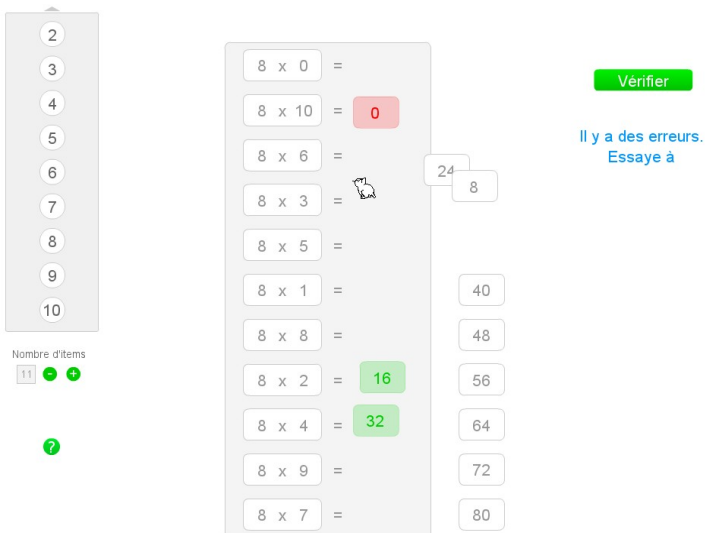 2
3
4
5
6
7
8
9
10
Nombre d'items
11 - +
?
8 x 0 =
8 x 10 = 0
8 x 6 =
8 x 3 =
8 x 5 =
8 x 1 =
8 x 8 =
8 x 2 = 16
8 x 4 = 32
8 x 9 =
8 x 7 =
24
8
40
48
56
64
72
80
Vérifier
Il y a des erreurs.
Essaye à